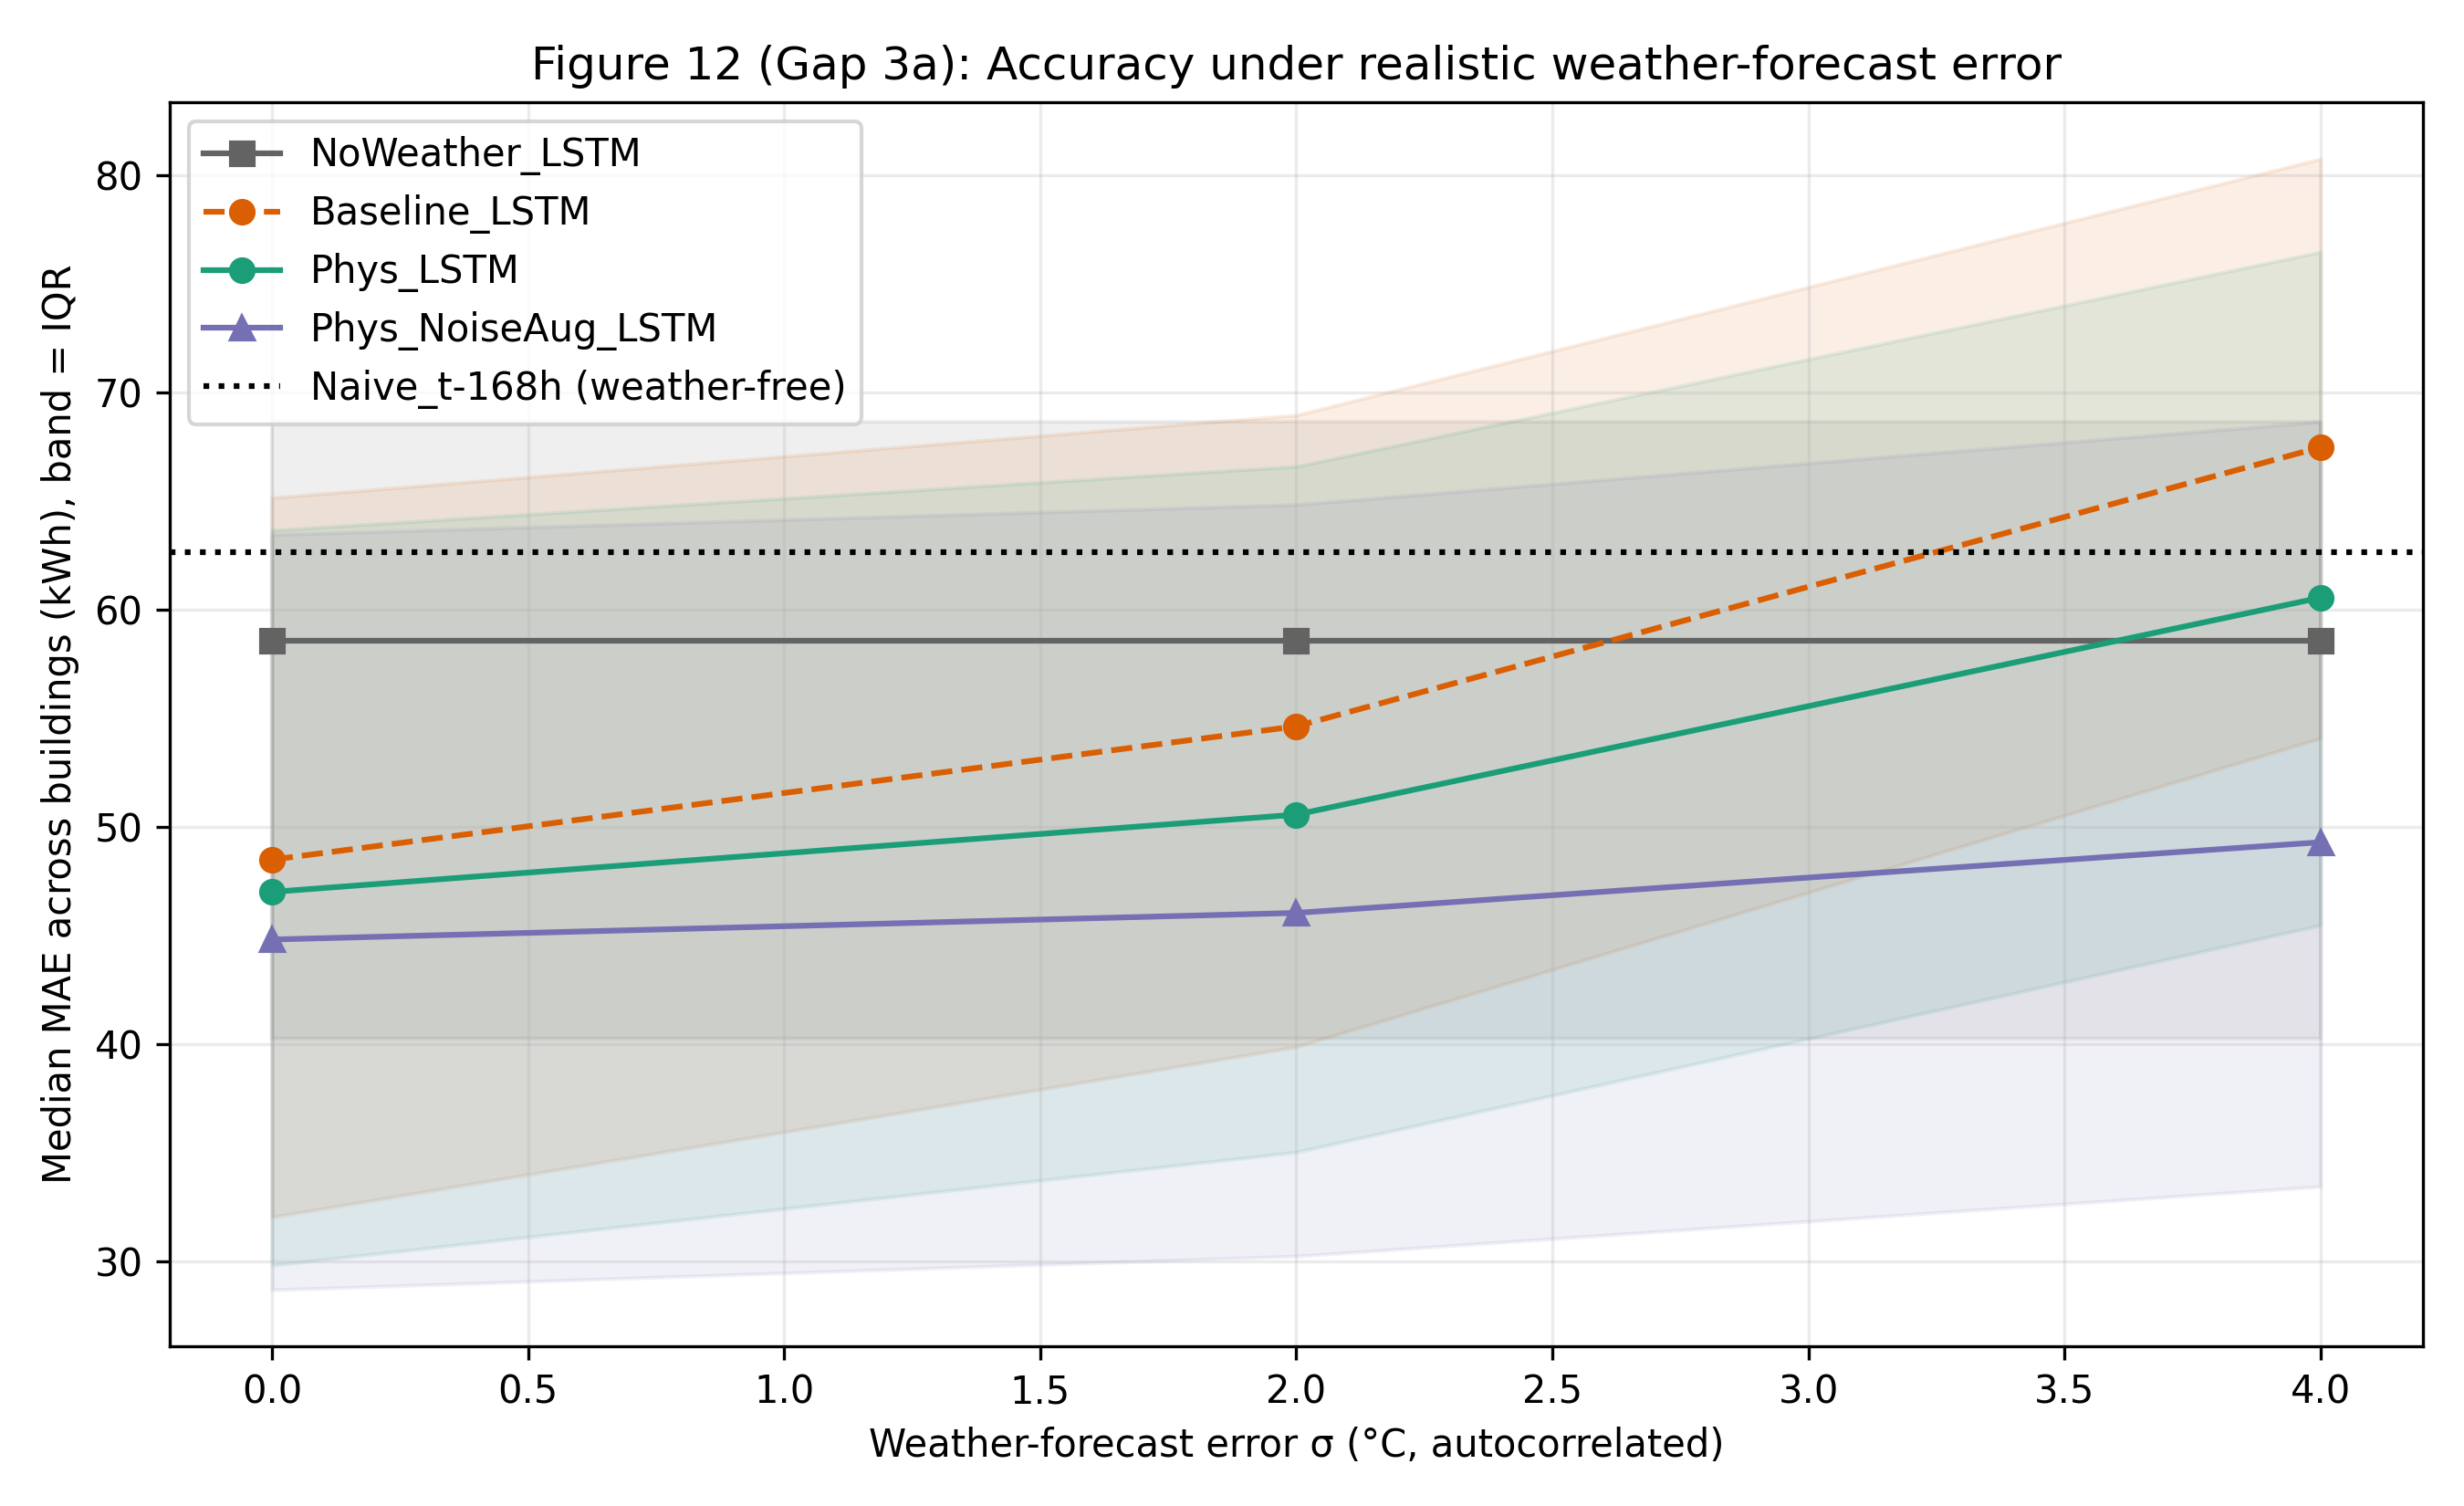 Figure 12 (Gap 3a): Accuracy under realistic weather-forecast error
NoWeather_LSTM
Baseline_LSTM
Phys_LSTM
Phys_NoiseAug_LSTM
Naive_t-168h (weather-free)
Median MAE across buildings (kWh), band = IQR
80
70
60
50
40
30
0.0 0.5 1.0 1.5 2.0 2.5 3.0 3.5 4.0
Weather-forecast error σ (°C, autocorrelated)